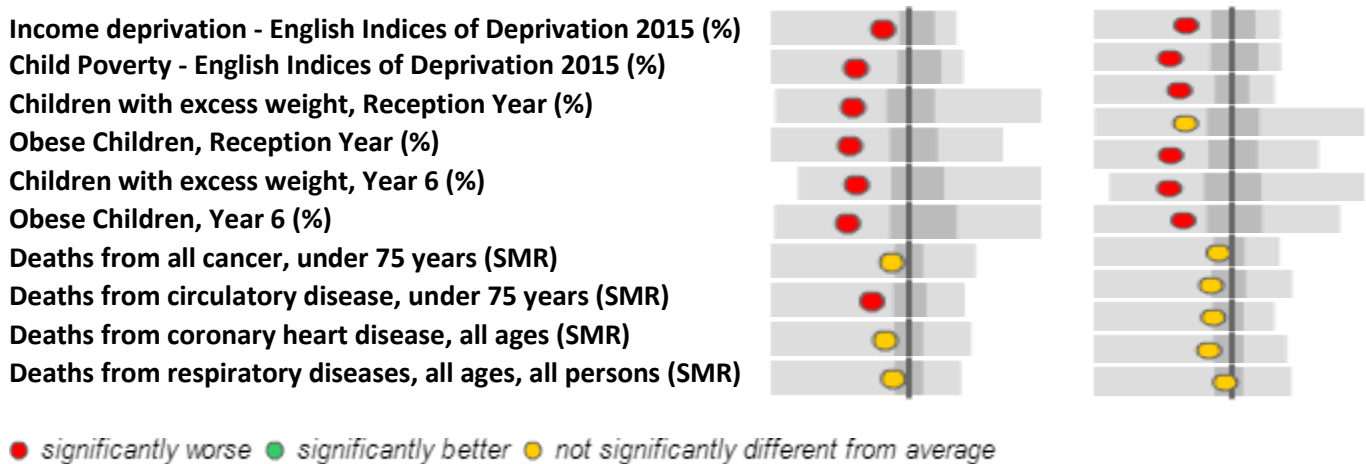 Income deprivation - English Indices of Deprivation 2015 (%)
Child Poverty - English Indices of Deprivation 2015 (%)
Children with excess weight, Reception Year (%)
Obese Children, Reception Year (%)
Children with excess weight, Year 6 (%)
Obese Children, Year 6 (%)
Deaths from all cancer, under 75 years (SMR)
Deaths from circulatory disease, under 75 years (SMR)
Deaths from coronary heart disease, all ages (SMR)
Deaths from respiratory diseases, all ages, all persons (SMR)
significantly worse significantly better not significantly different from average